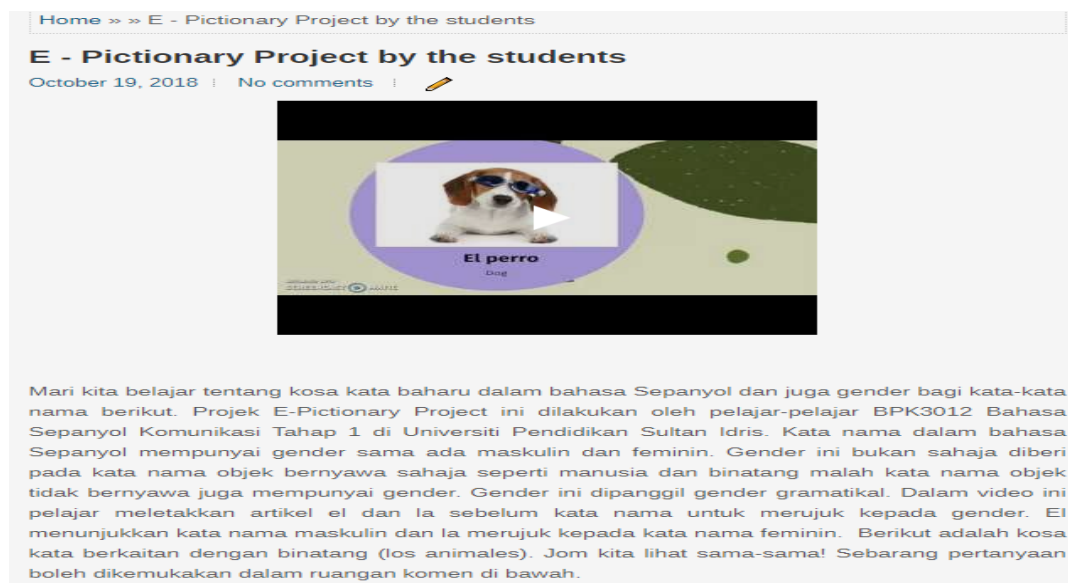 Home » » E - Pictionary Project by the students
E - Pictionary Project by the students
October 19, 2018 No comments
El perro
Dog
SCREENCAST MATIC
Mari kita belajar tentang kosa kata baharu dalam bahasa Sepanyol dan juga gender bagi kata-kata
nama berikut. Projek E-Pictionary Project ini dilakukan oleh pelajar-pelajar BPK3012 Bahasa
Sepanyol Komunikasi Tahap 1 di Universiti Pendidikan Sultan Idris. Kata nama dalam bahasa
Sepanyol mempunyai gender sama ada maskulin dan feminin. Gender ini bukan sahaja diberi
pada kata nama objek bernyawa sahaja seperti manusia dan binatang malah kata nama objek
tidak bernyawa juga mempunyai gender. Gender ini dipanggil gender gramatikal. Dalam video ini
pelajar meletakkan artikel el dan la sebelum kata nama untuk merujuk kepada gender. El
menunjukkan kata nama maskulin dan la merujuk kepada kata nama feminin. Berikut adalah kosa
kata berkaitan dengan binatang (los animales). Jom kita lihat sama-sama! Sebarang pertanyaan
boleh dikemukakan dalam ruangan komen di bawah.